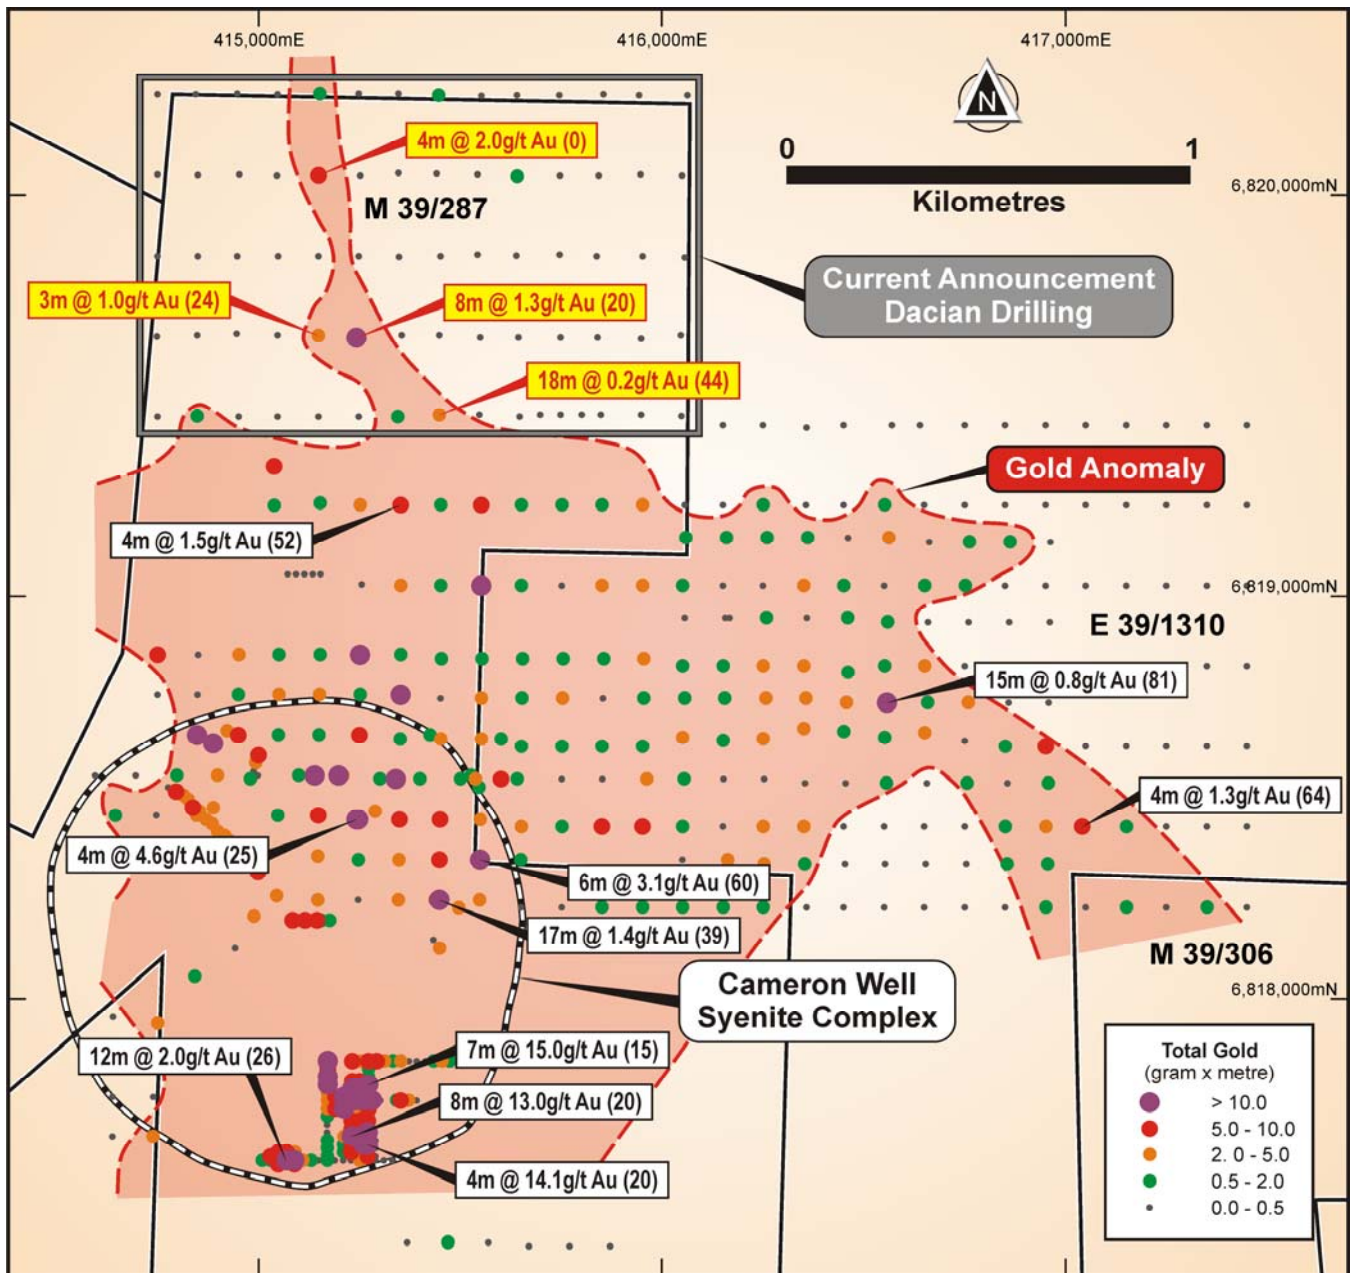 415,000mE
416,000mE
417,000mE
N
0 1
Kilometres
4m @ 2.0g/t Au (0)
6,820,000mN
M 39/287
Current Announcement
Dacian Drilling
3m @ 1.0g/t Au (24)
8m @ 1.3g/t Au (20)
18m @ 0.2g/t Au (44)
Gold Anomaly
4m @ 1.5g/t Au (52)
6,819,000mN
E 39/1310
15m @ 0.8g/t Au (81)
4m @ 1.3g/t Au (64)
4m @ 4.6g/t Au (25)
6m @ 3.1g/t Au (60)
17m @ 1.4g/t Au (39)
M 39/306
Cameron Well
Syenite Complex
6,818,000mN
12m @ 2.0g/t Au (26)
7m @ 15.0g/t Au (15)
8m @ 13.0g/t Au (20)
4m @ 14.1g/t Au (20)
Total Gold
(gram x metre)
> 10.0
5.0 - 10.0
2. 0 - 5.0
0.5 - 2.0
0.0 - 0.5